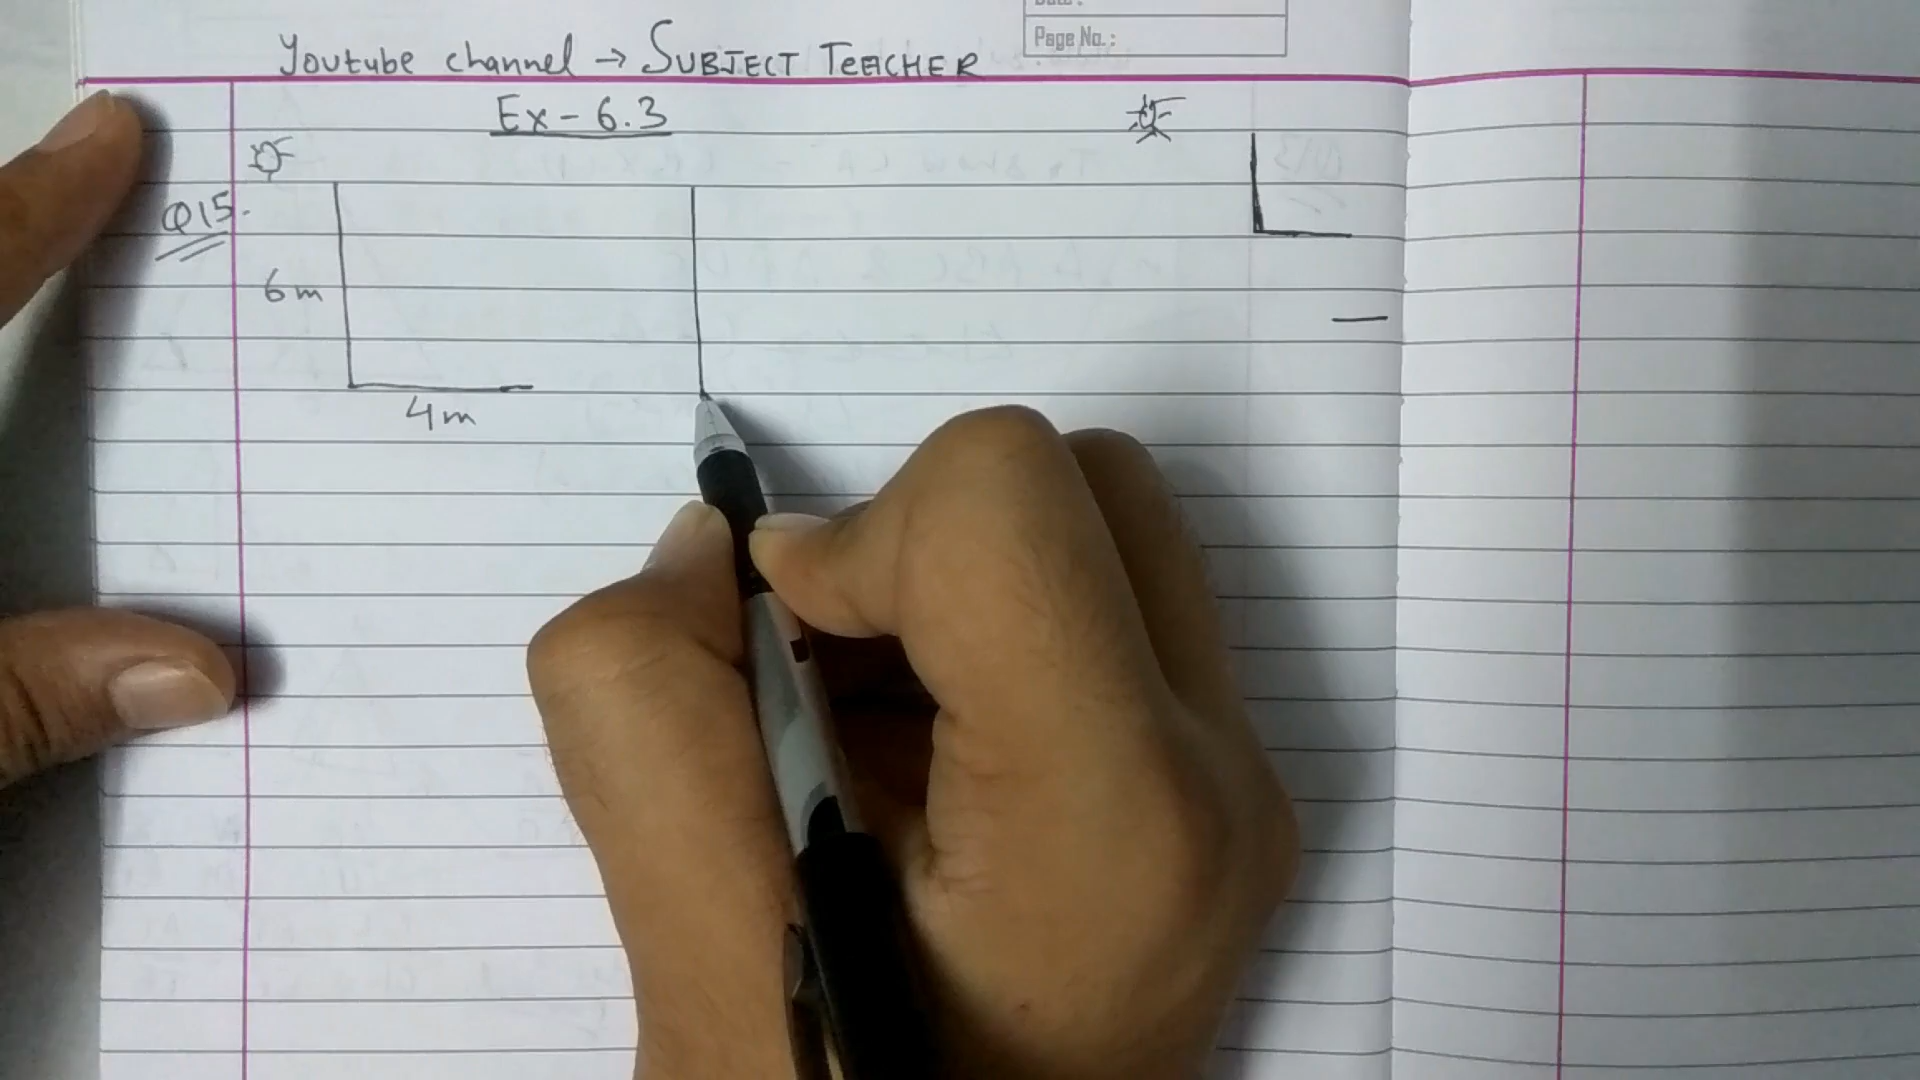 Youtube channel → SUBJECT TEACHER
Page No.:
Ex - 6.3
Q15.
6m
4m